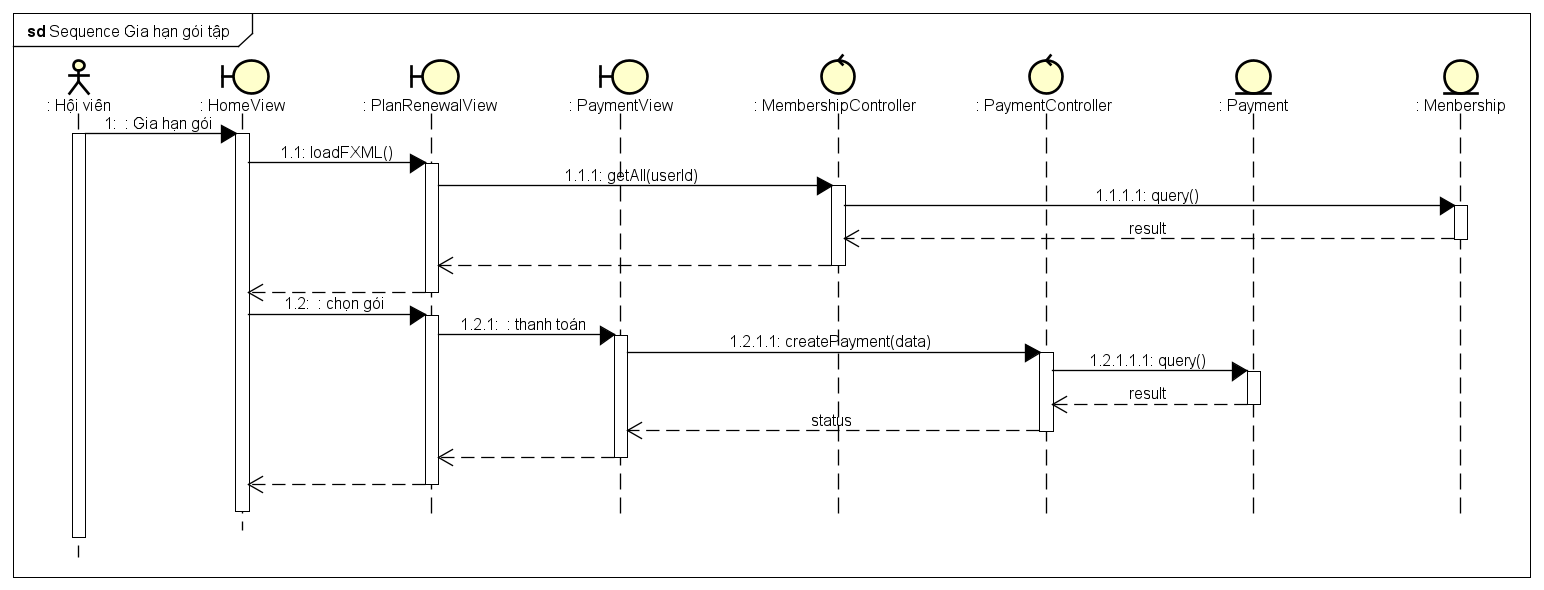 sd Sequence Gia hạn gói tập
: Hội viên
: HomeView
: PlanRenewalView
: PaymentView
: MembershipController
: PaymentController
: Payment
: Menbership
1: : Gia hạn gói
1.1: loadFXML()
1.1.1: getAll(userId)
1.1.1.1: query()
result
1.2: : chọn gói
1.2.1: : thanh toán
1.2.1.1: createPayment(data)
1.2.1.1.1: query()
result
status